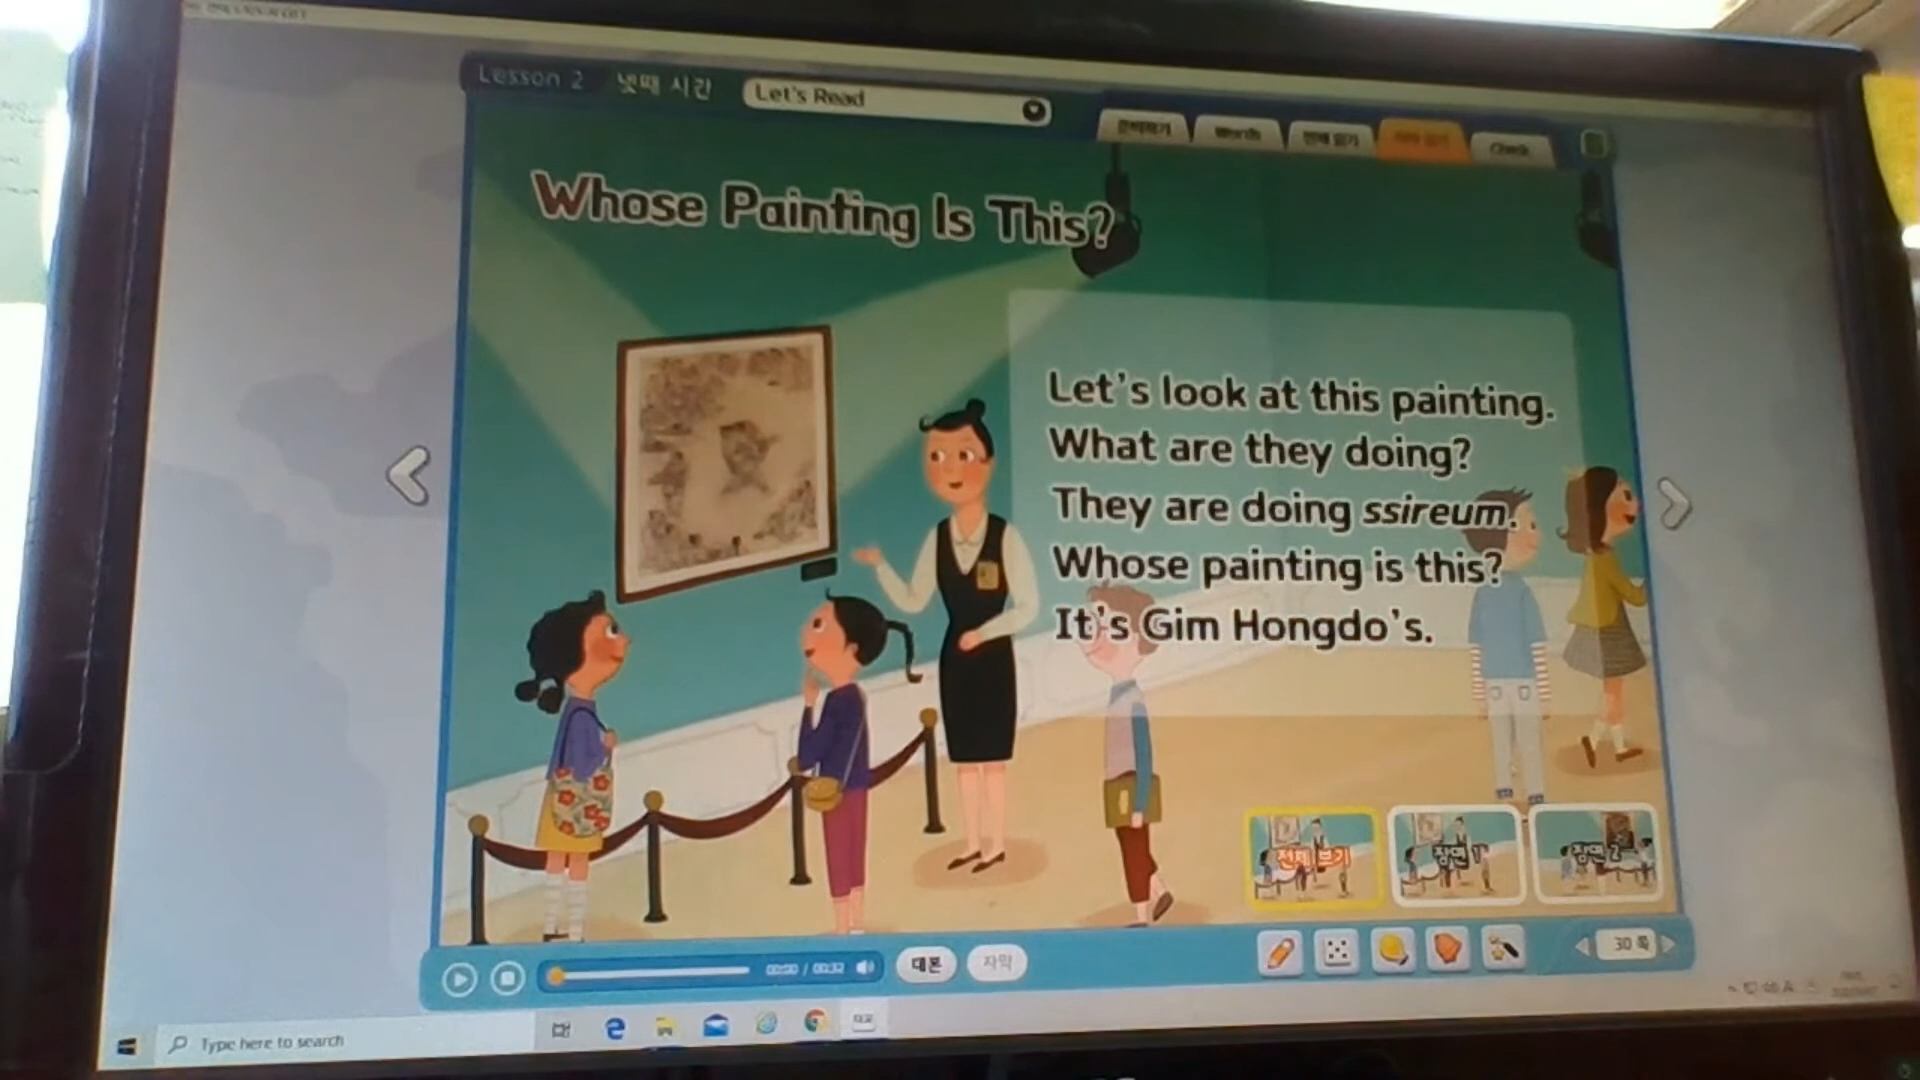 Lesson 2 넷째 시간 Let's Read
Words
Check
Whose Painting Is This?
Let's look at this painting.
What are they doing?
They are doing ssireum.
Whose painting is this?
It's Gim Hongdo's.
전체 보기 장면 1 장면 2
대본 자막
30 쪽
Type here to search